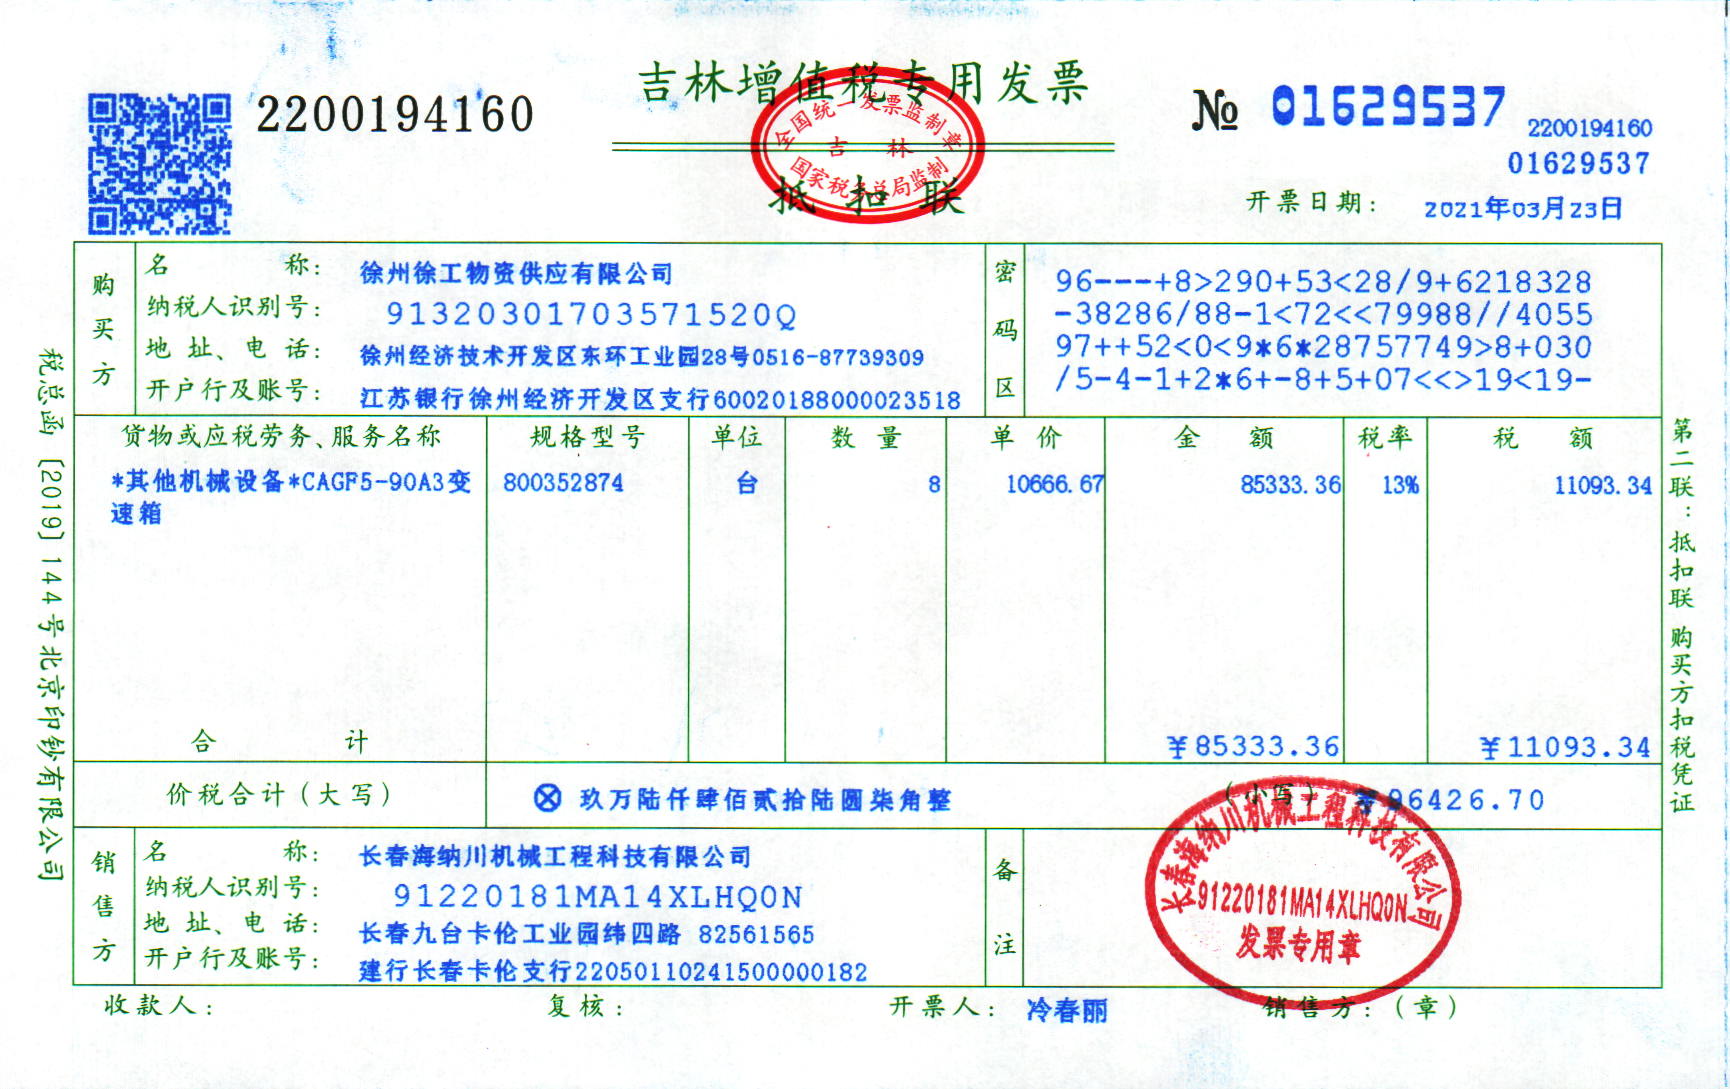 吉林增值税专用发票
2200194160
№ 01629537
2200194160
01629537
全国统一发票监制章
吉 林
国家税务总局监制
抵 扣 联
开票日期： 2021年03月23日
购买方
名 称： 徐州徐工物资供应有限公司
纳税人识别号： 91320301703571520Q
地 址、电 话： 徐州经济技术开发区东环工业园28号0516-87739309
开户行及账号： 江苏银行徐州经济开发区支行60020188000023518
密码区
96---+8>290+53<28/9+6218328
-38286/88-1<72<<79988//4055
97++52<0<9*6*28757749>8+030
/5-4-1+2*6+-8+5+07<<>19<19-
货物或应税劳务、服务名称 规格型号 单位 数 量 单 价 金 额 税率 税 额
*其他机械设备*CAGF5-90A3变 800352874 台 8 10666.67 85333.36 13% 11093.34
速箱
合 计 ￥85333.36 ￥11093.34
价税合计（大写） ⊗ 玖万陆仟肆佰贰拾陆圆柒角整 （小写） ￥96426.70
销售方
名 称： 长春海纳川机械工程科技有限公司
纳税人识别号： 91220181MA14XLHQ0N
地 址、电 话： 长春九台卡伦工业园纬四路 82561565
开户行及账号： 建行长春卡伦支行22050110241500000182
备注
长春海纳川机械工程科技有限公司
91220181MA14XLHQ0N
发票专用章
收款人： 复核： 开票人： 冷春丽 销售方：（章）
税总函〔2019〕144号北京印钞有限公司
第二联：抵扣联 购买方扣税凭证